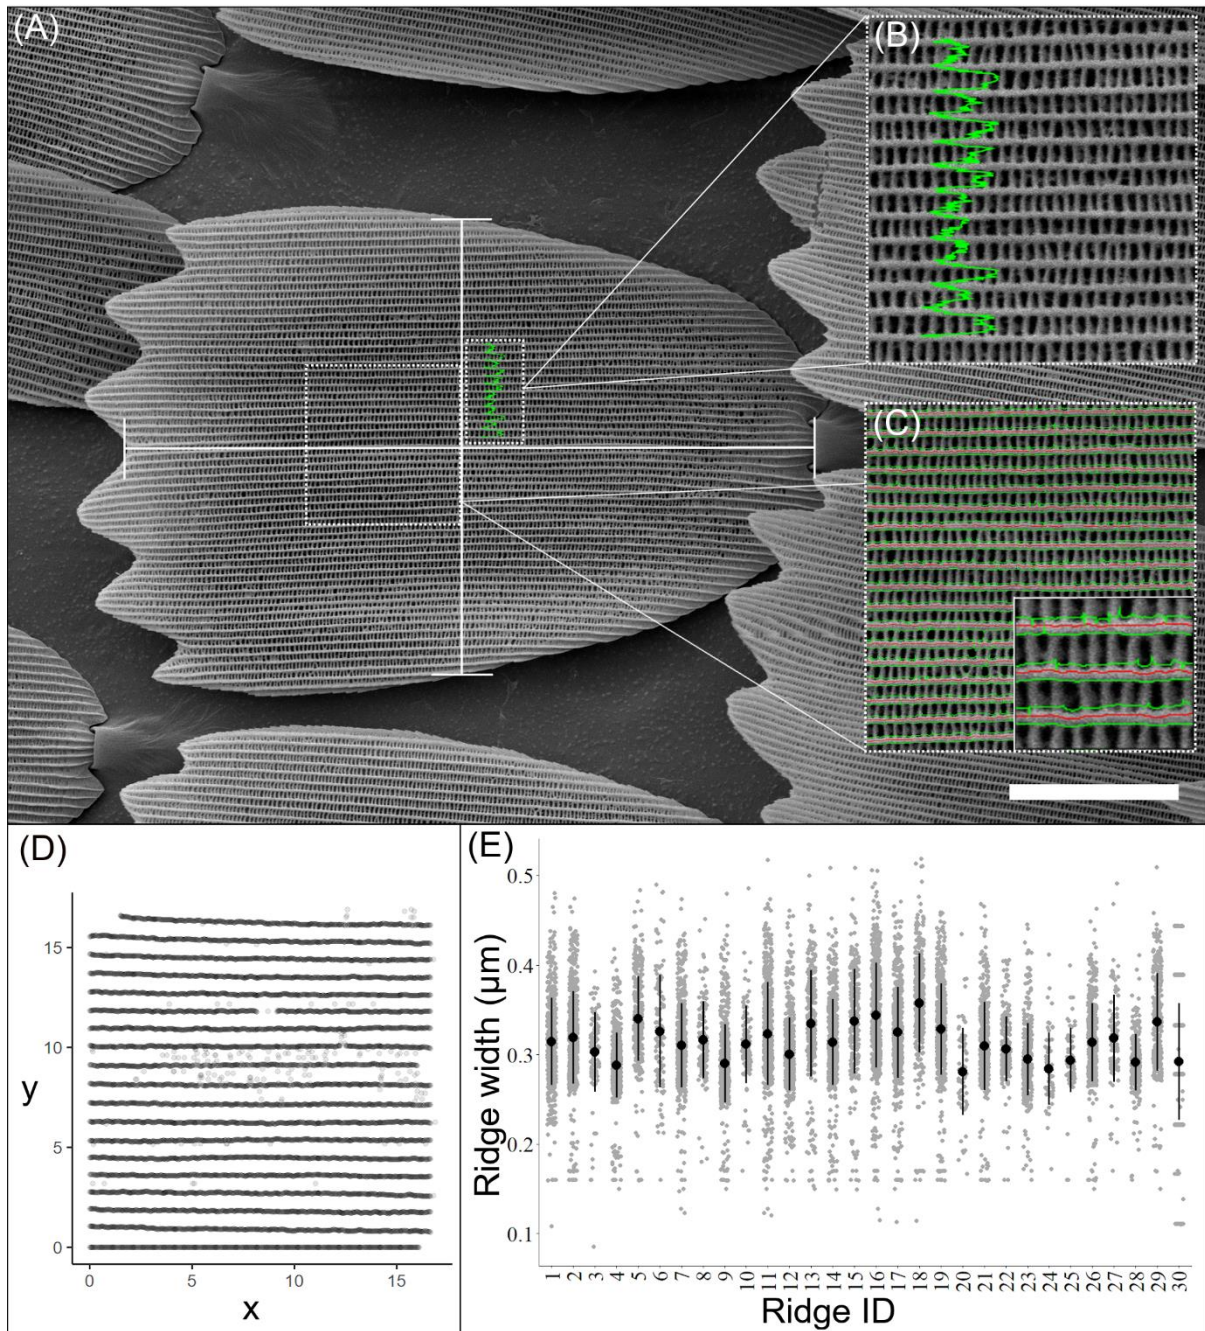 (A)
(B)
(C)
(D)
15
10
5
0
y
0 5 10 15
x
(E)
0.5
0.4
0.3
0.2
0.1
Ridge width (μm)
1 2 3 4 5 6 7 8 9 10 11 12 13 14 15 16 17 18 19 20 21 22 23 24 25 26 27 28 29 30
Ridge ID